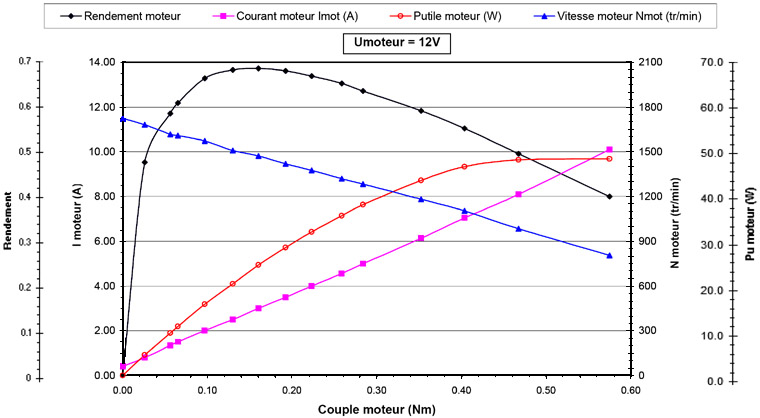 Rendement moteur Courant moteur Imot (A) Putile moteur (W) Vitesse moteur Nmot (tr/min)
Umoteur = 12V
0.7 14.00 2100 70.0
0.6 12.00 1800 60.0
0.5 10.00 1500 50.0
0.4 8.00 1200 40.0
0.3 6.00 900 30.0
0.2 4.00 600 20.0
0.1 2.00 300 10.0
0 0.00 0 0.0
Rendement
I moteur (A)
N moteur (tr/min)
Pu moteur (W)
0.00 0.10 0.20 0.30 0.40 0.50 0.60
Couple moteur (Nm)